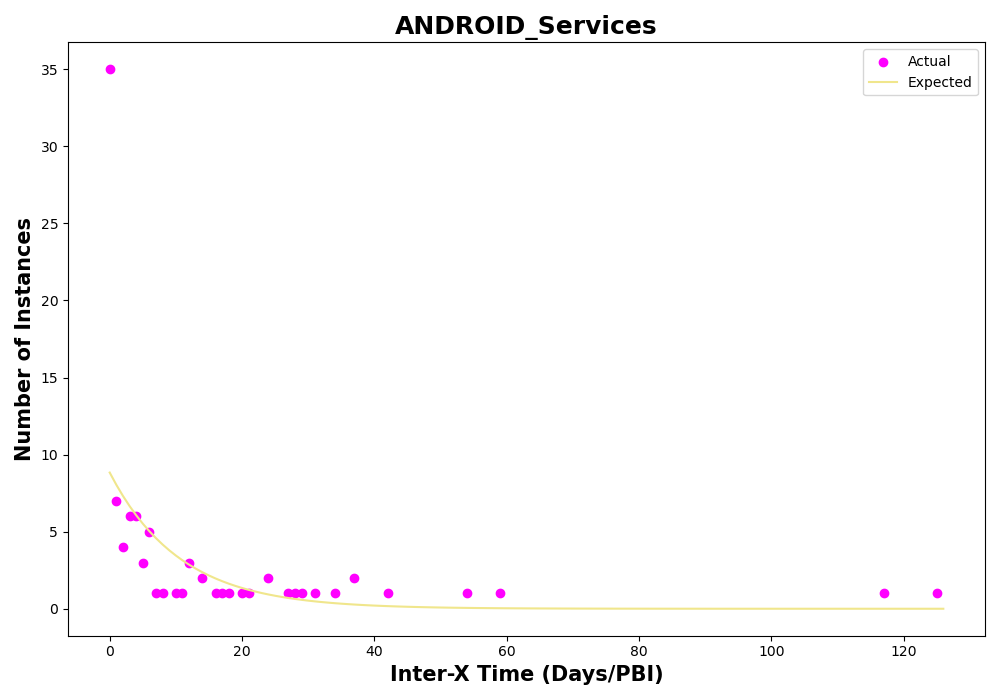 ANDROID_Services
Actual
Expected
35
30
25
20
15
10
5
0
Number of Instances
0 20 40 60 80 100 120
Inter-X Time (Days/PBI)